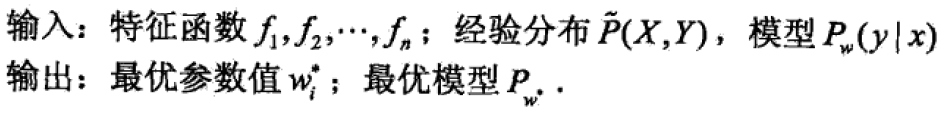 输入：特征函数 f₁,f₂,⋯,fₙ；经验分布 P̃(X,Y)，模型 P_w(y|x)
输出：最优参数值 w_i^*；最优模型 P_{w^*}.